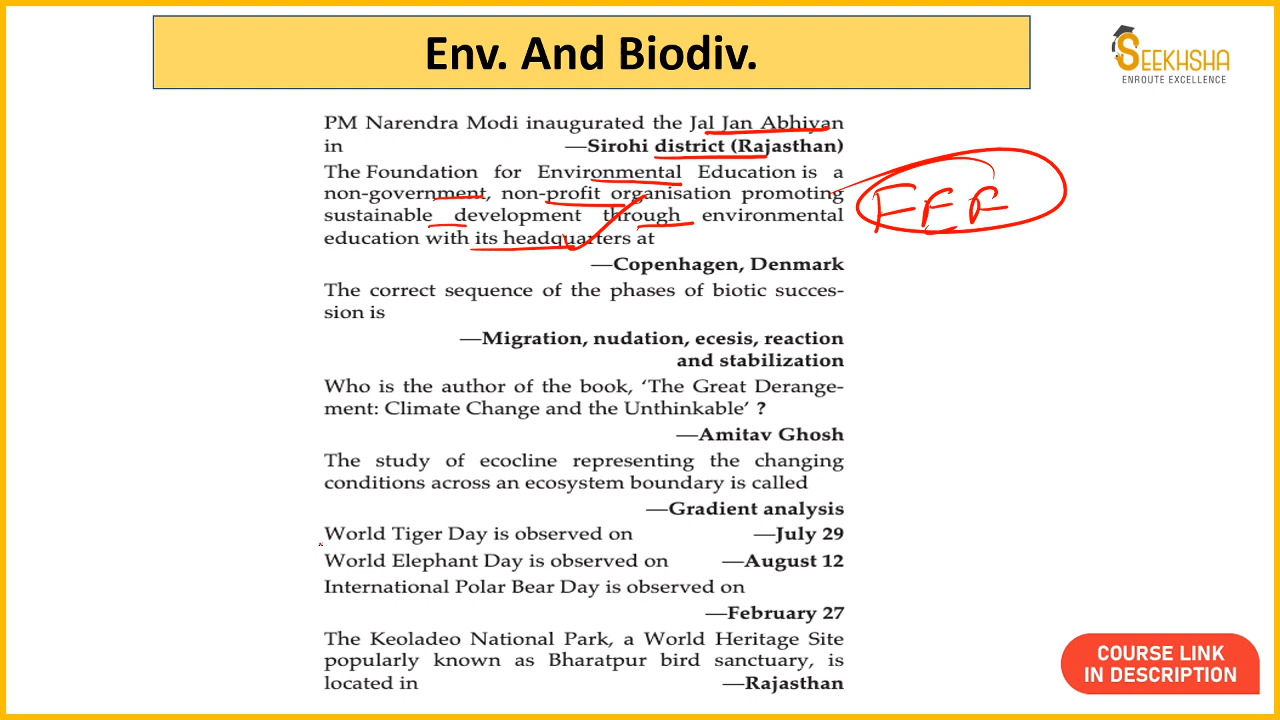 Env. And Biodiv.
SEEKHSHA
ENROUTE EXCELLENCE
PM Narendra Modi inaugurated the Jal Jan Abhiyan
in —Sirohi district (Rajasthan)
The Foundation for Environmental Education is a
non-government, non-profit organisation promoting
sustainable development through environmental
education with its headquarters at
—Copenhagen, Denmark
The correct sequence of the phases of biotic succes-
sion is
—Migration, nudation, ecesis, reaction
and stabilization
Who is the author of the book, ‘The Great Derange-
ment: Climate Change and the Unthinkable’ ?
—Amitav Ghosh
The study of ecocline representing the changing
conditions across an ecosystem boundary is called
—Gradient analysis
World Tiger Day is observed on —July 29
World Elephant Day is observed on —August 12
International Polar Bear Day is observed on
—February 27
The Keoladeo National Park, a World Heritage Site
popularly known as Bharatpur bird sanctuary, is
located in —Rajasthan
COURSE LINK
IN DESCRIPTION